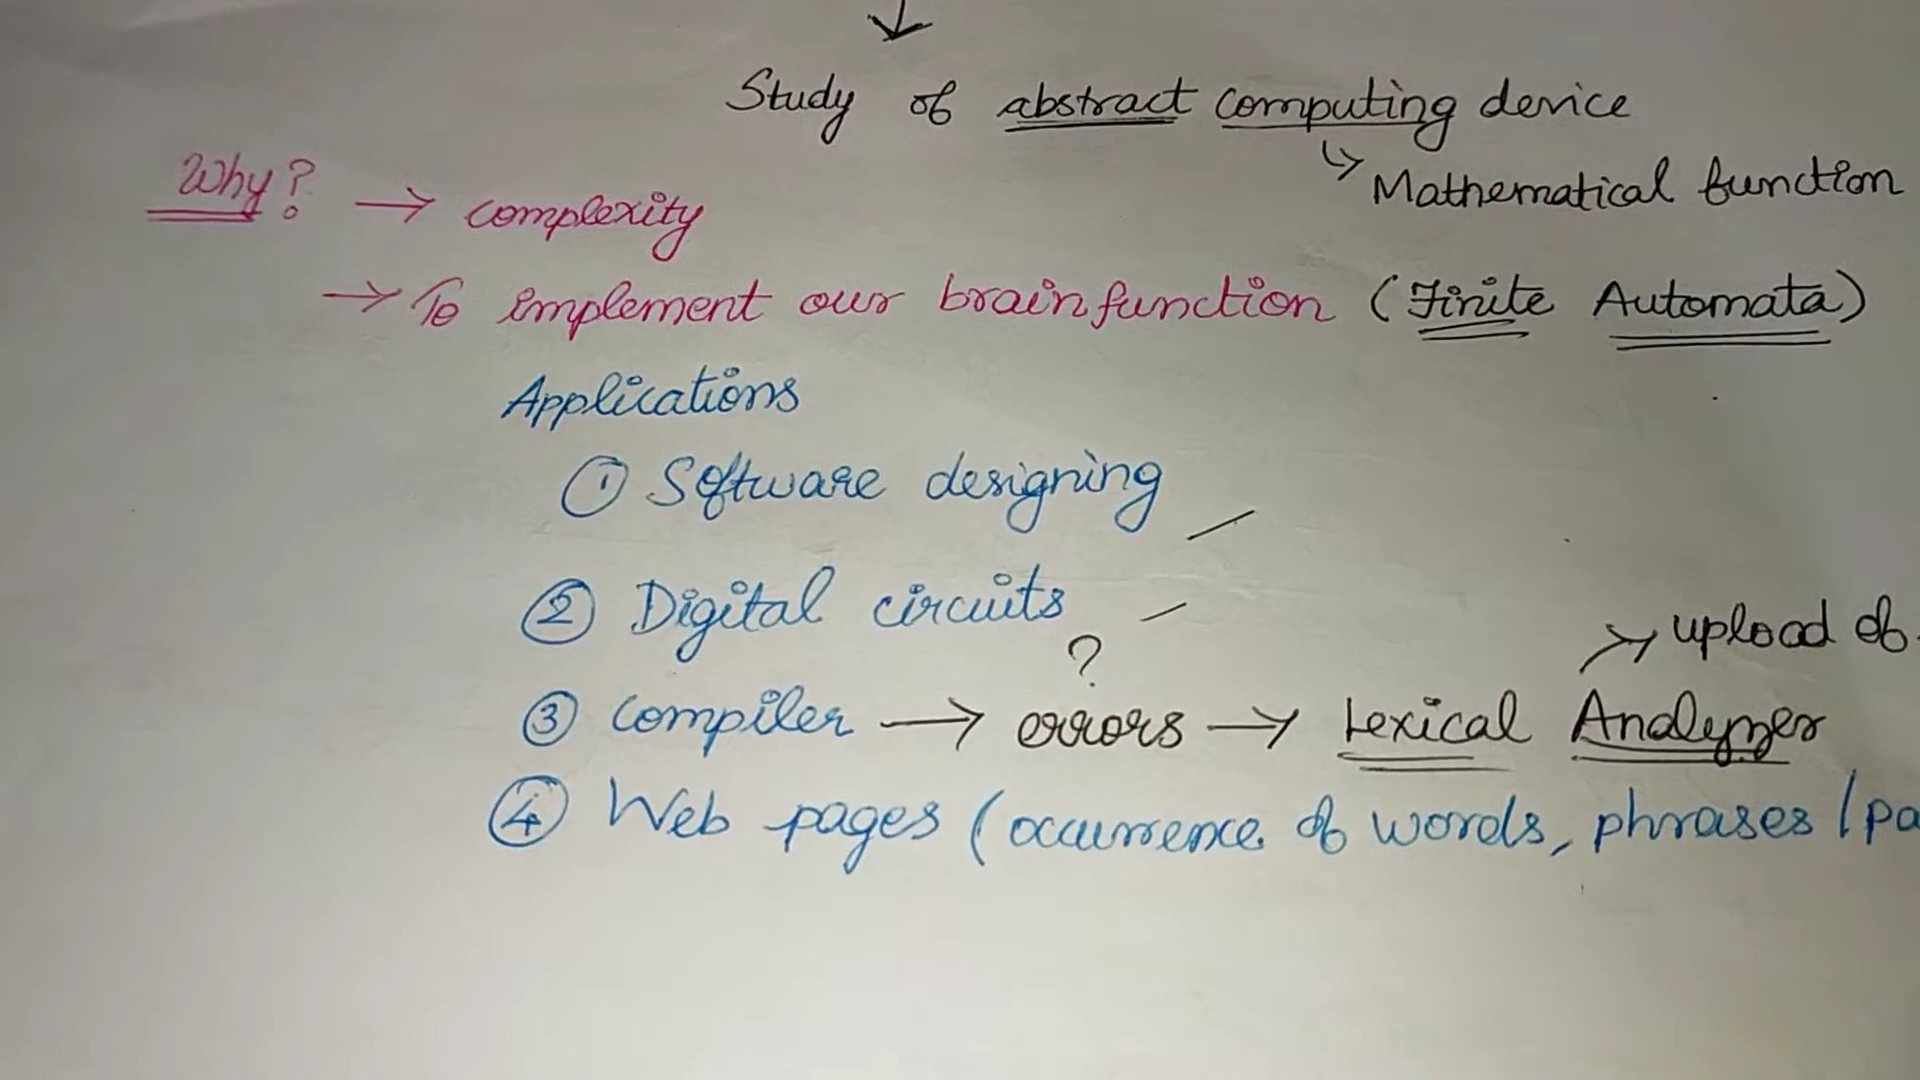 Study of abstract computing device
↳ Mathematical function
Why? → complexity
→ To implement our brain function (Finite Automata)
Applications
① Software designing
② Digital circuits
?
→ upload of
③ compiler → errors → Lexical Analyzer
④ Web pages (occurrence of words, phrases / pa